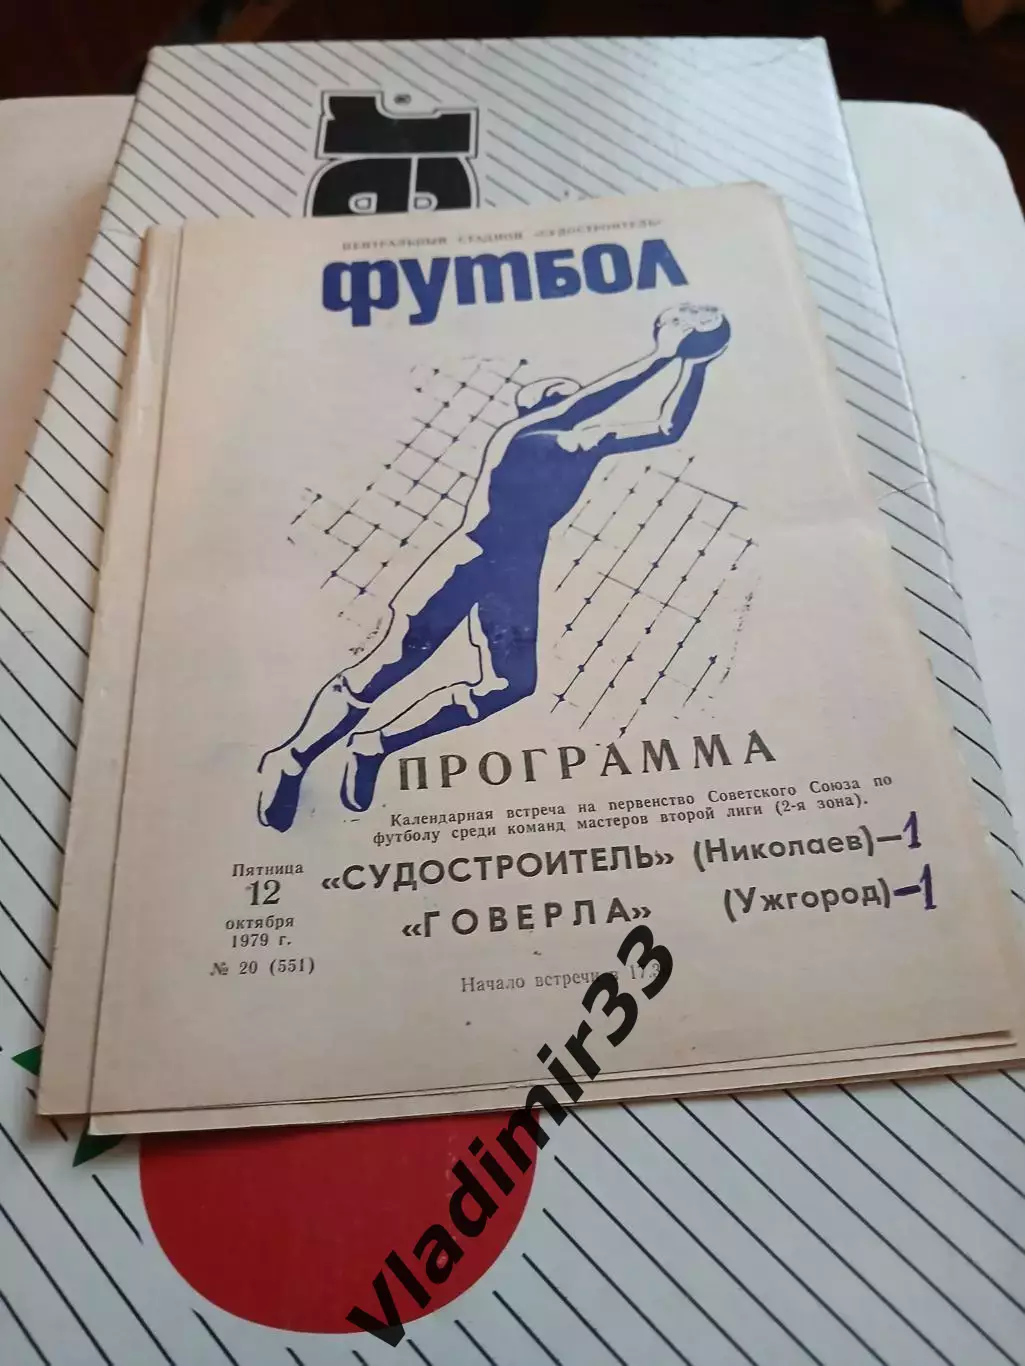 ЦЕНТРАЛЬНЫЙ СТАДИОН «СУДОСТРОИТЕЛЬ»
ФУТБОЛ
ПРОГРАММА
Календарная встреча на первенство Советского Союза по
футболу среди команд мастеров второй лиги (2-я зона).
Пятница
12
октября
1979 г.
№ 20 (551)
«СУДОСТРОИТЕЛЬ» (Николаев)-1
«ГОВЕРЛА» (Ужгород)-1
Начало встречи в
Vladimir33